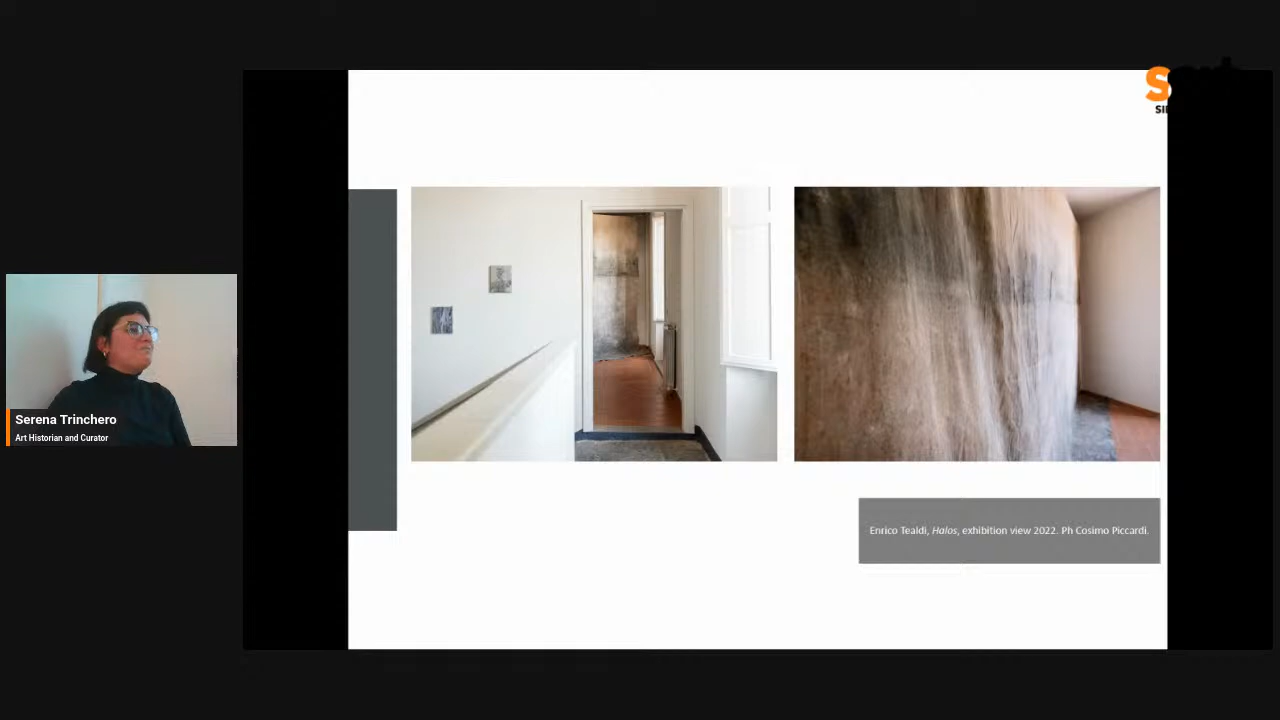 Serena Trinchero
Art Historian and Curator
Enrico Tealdi, Halos, exhibition view 2022. Ph Cosimo Piccardi.